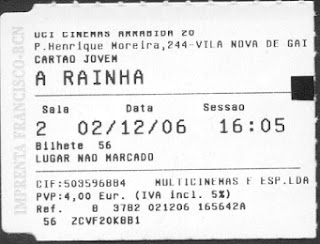 UCI CINEMAS ARRABIDA 20
P.Henrique Moreira,244-VILA NOVA DE GAI
CARTAO JOVEM
A RAINHA
Sala Data Sessao
2 02/12/06 16:05
Bilhete 56
LUGAR NAO MARCADO
CIF:503596884 MULTICINEMAS E ESP.LDA
PVP:4,00 Eur. (IVA incl. 5%)
Ref. 8 3782 021206 165642A
56 ZCVF20KBB1
IMPRENTA FRANCISCO-BCN